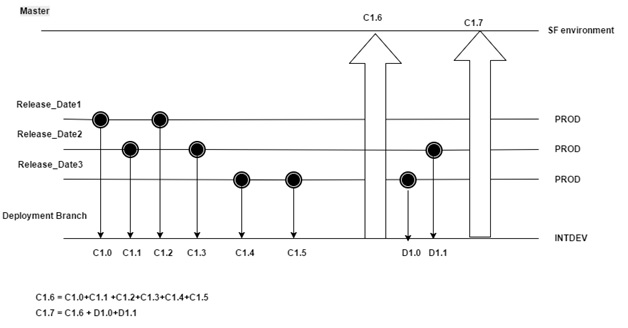 Master
C1.6
C1.7
SF environment
Release_Date1
PROD
Release_Date2
PROD
Release_Date3
PROD
Deployment Branch
INTDEV
C1.0 C1.1 C1.2 C1.3 C1.4 C1.5 D1.0 D1.1
C1.6 = C1.0+C1.1 +C1.2+C1.3+C1.4+C1.5
C1.7 = C1.6 + D1.0+D1.1